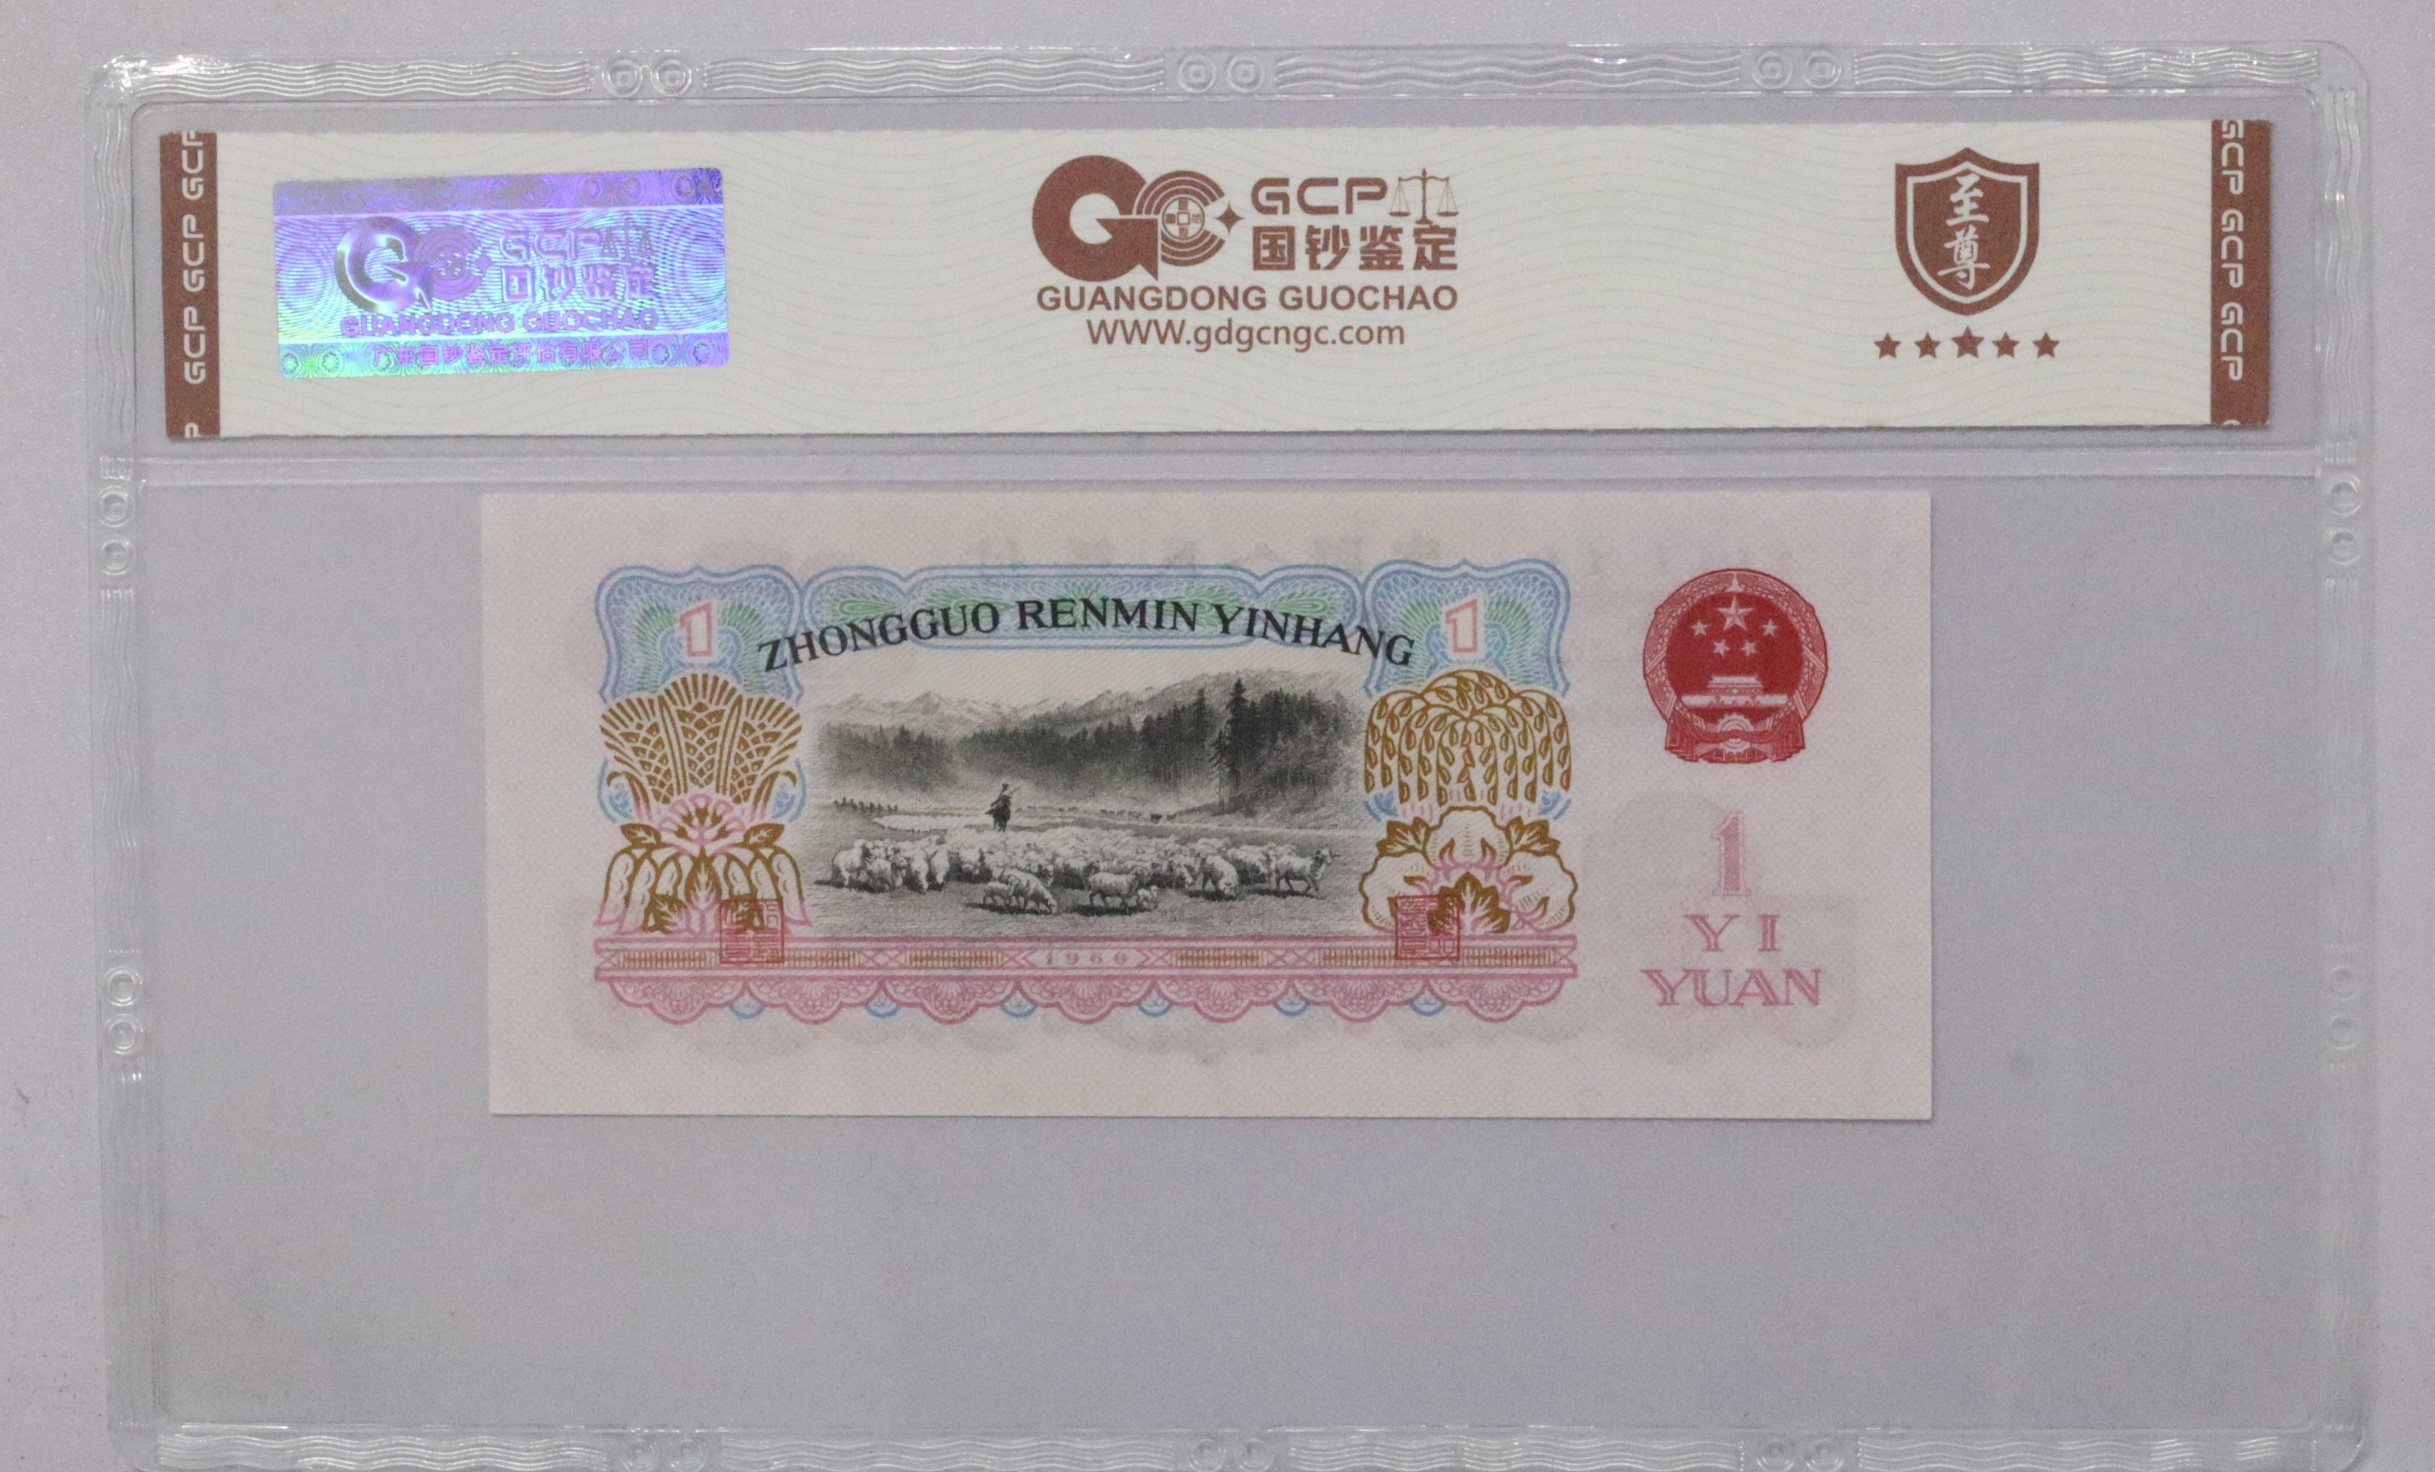 GCP GCP GCP
GCP
国钞鉴定
GUANGDONG GUOCHAO
广东国钞鉴定评估有限公司
GCP
国钞鉴定
GUANGDONG GUOCHAO
WWW.gdgcngc.com
至尊
GCP GCP GCP
1
ZHONGGUO RENMIN YINHANG
1
1
YI
YUAN
1960